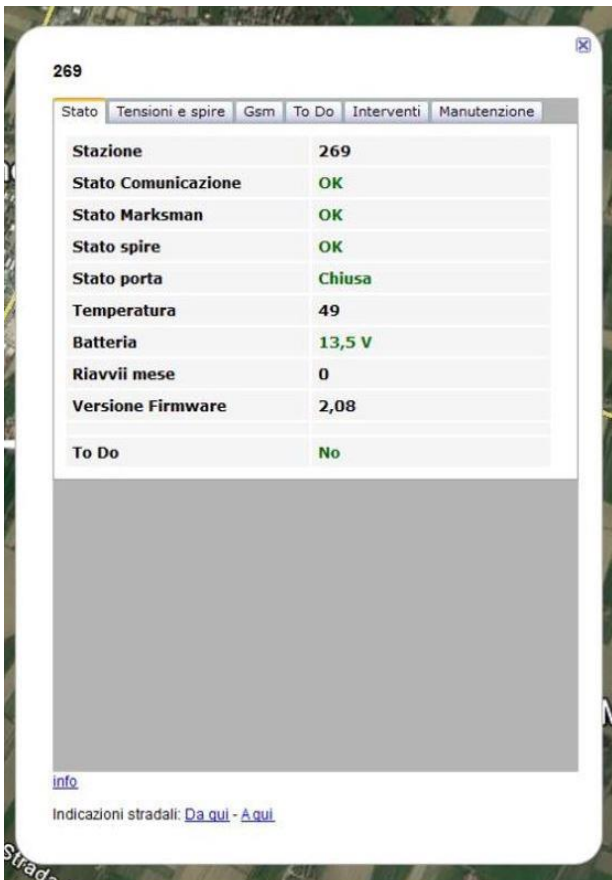 269
Stato Tensioni e spire Gsm To Do Interventi Manutenzione
Stazione 269
Stato Comunicazione OK
Stato Marksman OK
Stato spire OK
Stato porta Chiusa
Temperatura 49
Batteria 13,5 V
Riavvii mese 0
Versione Firmware 2,08
To Do No
info
Indicazioni stradali: Da qui - A qui
Strada